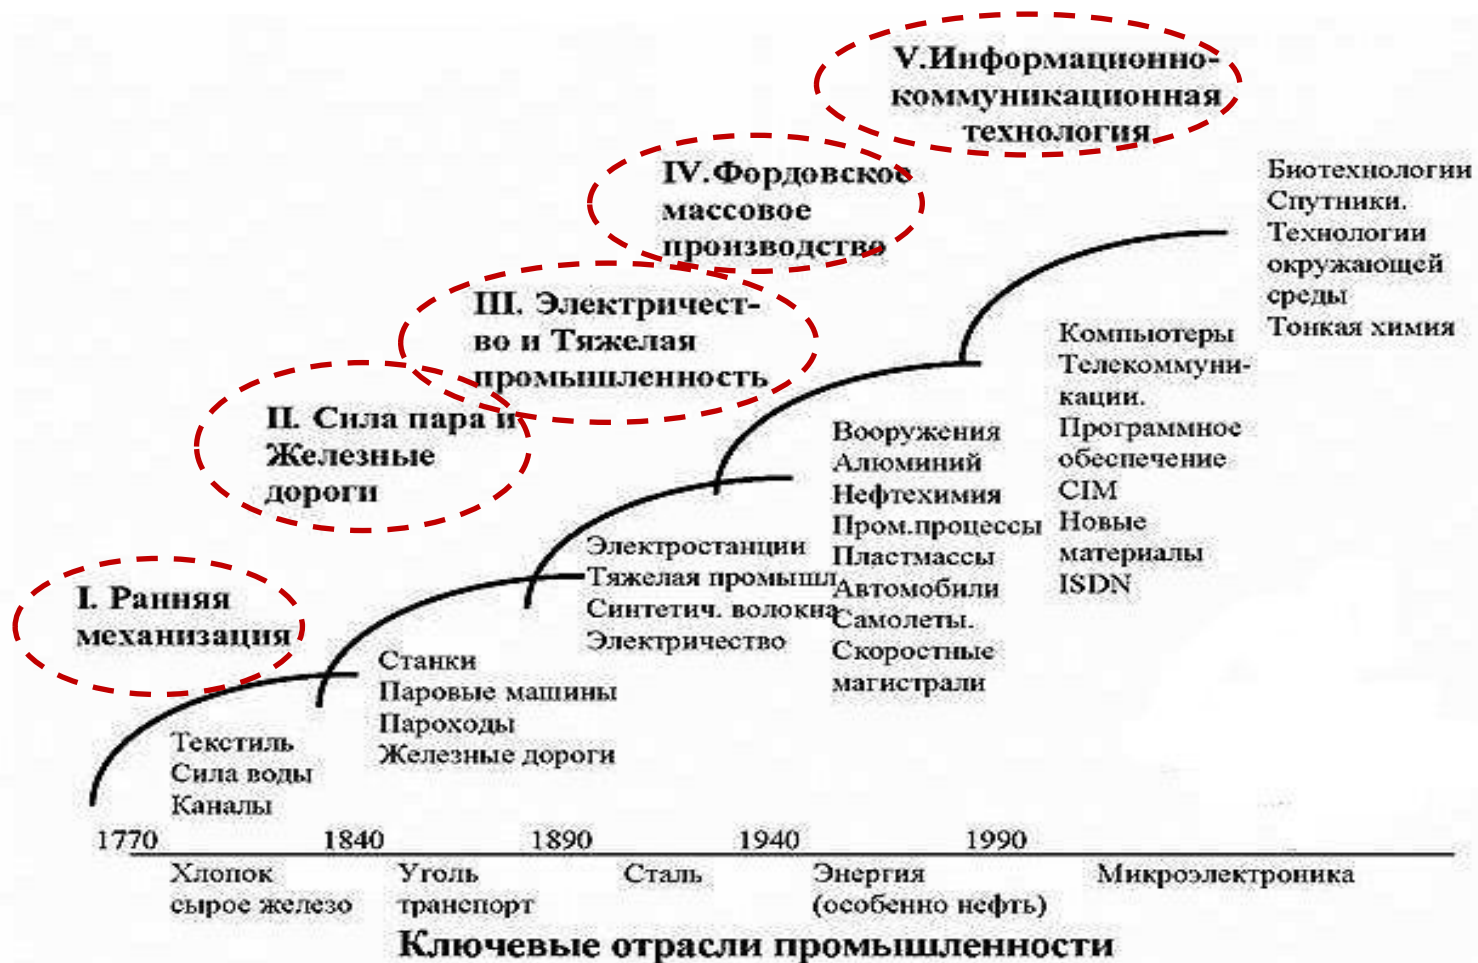 V.Информационно-
коммуникационная
технология
IV.Фордовское
массовое
производство
III. Электричест-
во и Тяжелая
промышленность
II. Сила пара и
Железные
дороги
I. Ранняя
механизация
Текстиль
Сила воды
Каналы
Станки
Паровые машины
Пароходы
Железные дороги
Электростанции
Тяжелая промышл
Синтетич. волокна
Электричество
Вооружения
Алюминий
Нефтехимия
Пром.процессы
Пластмассы
Автомобили
Самолеты.
Скоростные
магистрали
Компьютеры
Телекоммуни-
кации.
Программное
обеспечение
CIM
Новые
материалы
ISDN
Биотехнологии
Спутники.
Технологии
окружающей
среды
Тонкая химия
1770 1840 1890 1940 1990
Хлопок
сырое железо
Уголь
транспорт
Сталь
Энергия
(особенно нефть)
Микроэлектроника
Ключевые отрасли промышленности